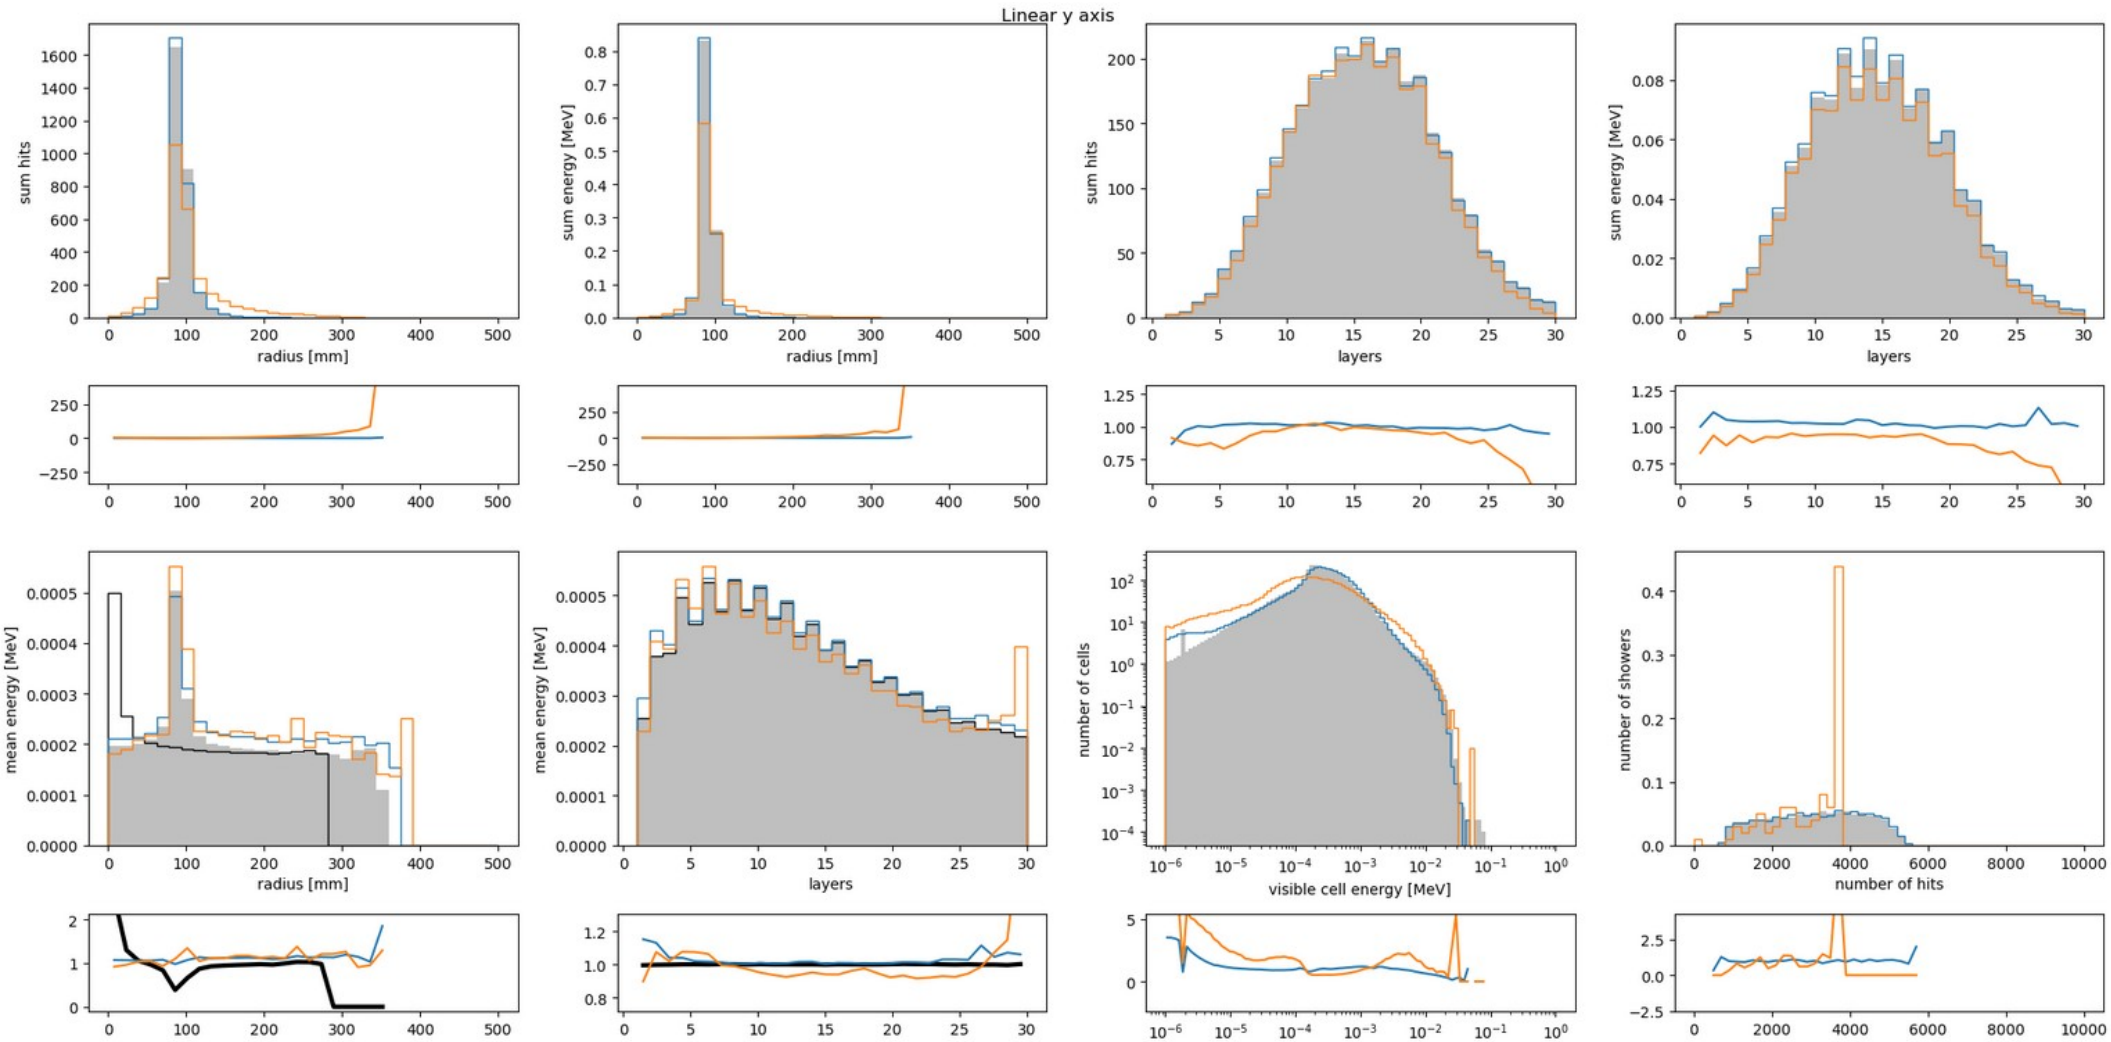 Linear y axis
sum hits
1600
1400
1200
1000
800
600
400
200
0
0 100 200 300 400 500
radius [mm]
sum energy [MeV]
0.8
0.7
0.6
0.5
0.4
0.3
0.2
0.1
0.0
0 100 200 300 400 500
radius [mm]
sum hits
200
150
100
50
0
0 5 10 15 20 25 30
layers
sum energy [MeV]
0.08
0.06
0.04
0.02
0.00
0 5 10 15 20 25 30
layers
250
0
−250
0 100 200 300 400 500
250
0
−250
0 100 200 300 400 500
1.25
1.00
0.75
0 5 10 15 20 25 30
1.25
1.00
0.75
0 5 10 15 20 25 30
mean energy [MeV]
0.0005
0.0004
0.0003
0.0002
0.0001
0.0000
0 100 200 300 400 500
radius [mm]
mean energy [MeV]
0.0005
0.0004
0.0003
0.0002
0.0001
0.0000
0 5 10 15 20 25 30
layers
number of cells
10²
10¹
10⁰
10⁻¹
10⁻²
10⁻³
10⁻⁴
10⁻⁶ 10⁻⁵ 10⁻⁴ 10⁻³ 10⁻² 10⁻¹ 10⁰
visible cell energy [MeV]
number of showers
0.4
0.3
0.2
0.1
0.0
0 2000 4000 6000 8000 10000
number of hits
2
1
0
0 100 200 300 400 500
1.2
1.0
0.8
0 5 10 15 20 25 30
5
0
10⁻⁶ 10⁻⁵ 10⁻⁴ 10⁻³ 10⁻² 10⁻¹ 10⁰
2.5
0.0
−2.5
0 2000 4000 6000 8000 10000